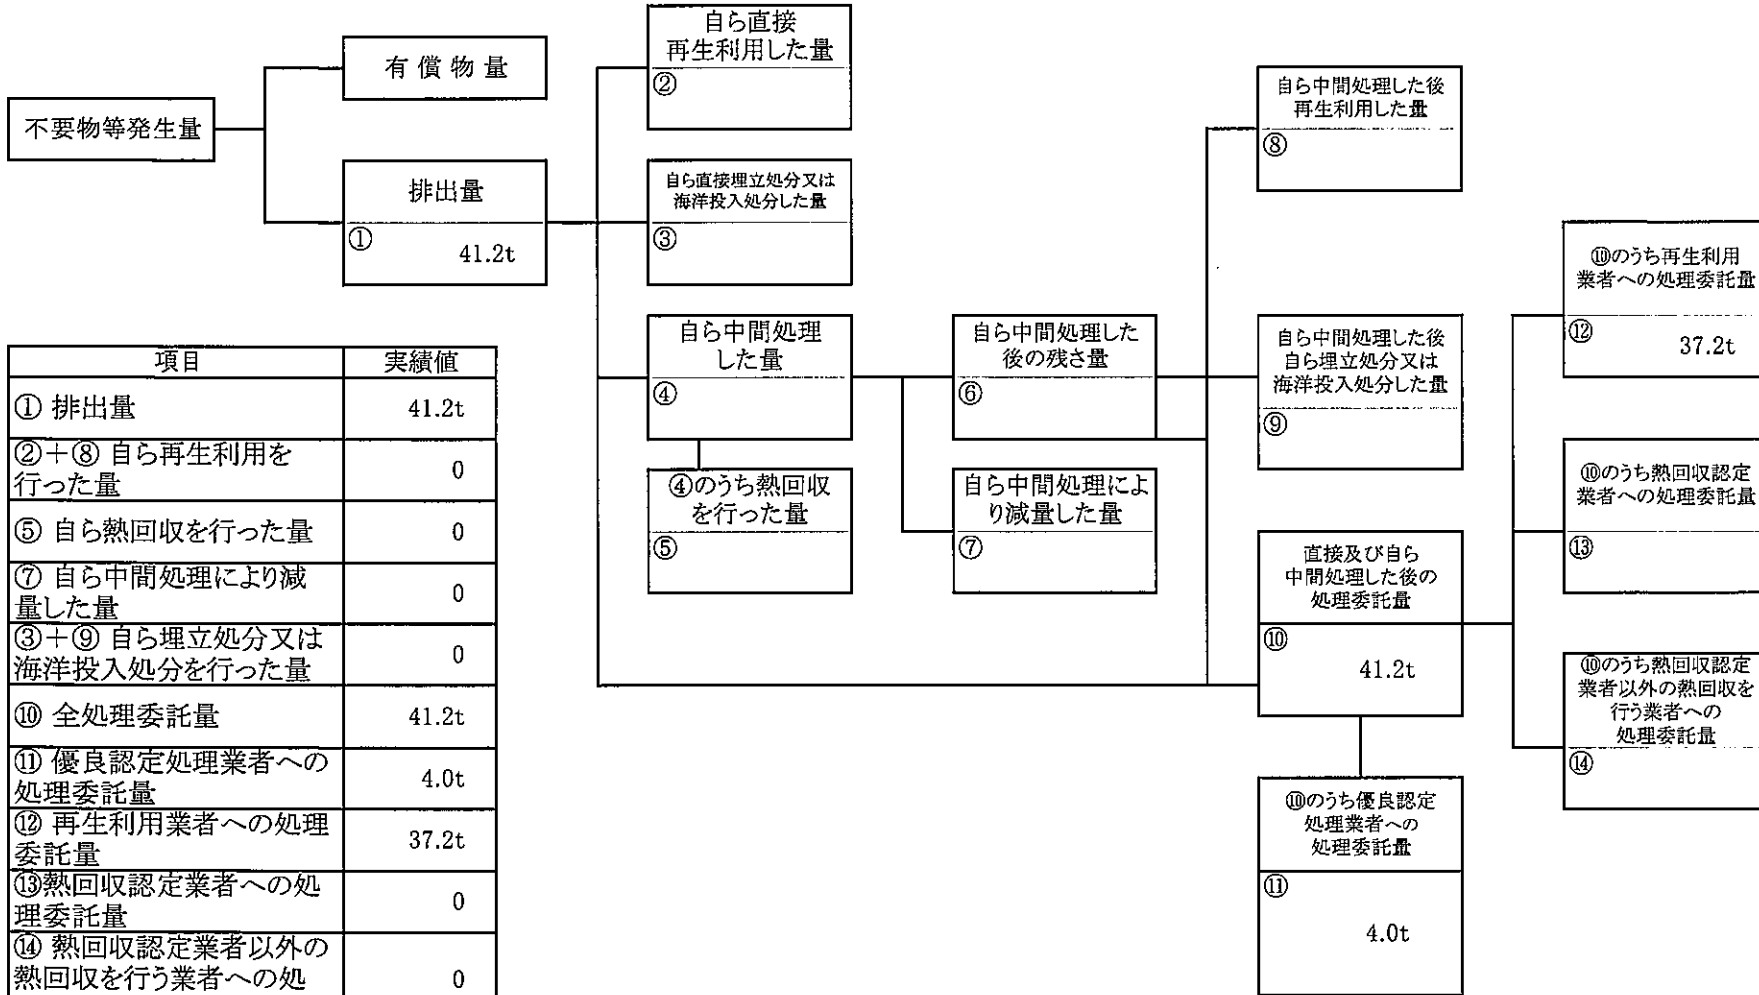 不要物等発生量
有償物量
排出量
①
41.2t
自ら直接
再生利用した量
②
自ら直接埋立処分又は
海洋投入処分した量
③
自ら中間処理
した量
④
④のうち熱回収
を行った量
⑤
自ら中間処理した
後の残さ量
⑥
自ら中間処理によ
り減量した量
⑦
自ら中間処理した後
再生利用した量
⑧
自ら中間処理した後
自ら埋立処分又は
海洋投入処分した量
⑨
直接及び自ら
中間処理した後の
処理委託量
⑩
41.2t
⑩のうち優良認定
処理業者への
処理委託量
⑪
4.0t
⑩のうち再生利用
業者への処理委託量
⑫
37.2t
⑩のうち熱回収認定
業者への処理委託量
⑬
⑩のうち熱回収認定
業者以外の熱回収を
行う業者への
処理委託量
⑭
項目 実績値
① 排出量 41.2t
②＋⑧ 自ら再生利用を
行った量 0
⑤ 自ら熱回収を行った量 0
⑦ 自ら中間処理により減
量した量 0
③＋⑨ 自ら埋立処分又は
海洋投入処分を行った量 0
⑩ 全処理委託量 41.2t
⑪ 優良認定処理業者への
処理委託量 4.0t
⑫ 再生利用業者への処理
委託量 37.2t
⑬熱回収認定業者への処
理委託量 0
⑭ 熱回収認定業者以外の
熱回収を行う業者への処 0